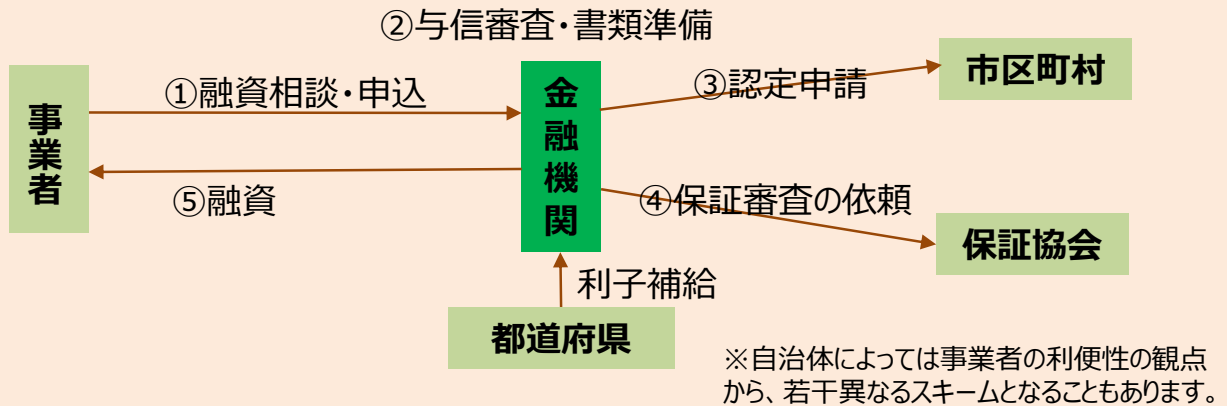 ②与信審査・書類準備
事業者
①融資相談・申込
金融機関
③認定申請
市区町村
⑤融資
④保証審査の依頼
保証協会
利子補給
都道府県
※自治体によっては事業者の利便性の観点
から、若干異なるスキームとなることもあります。